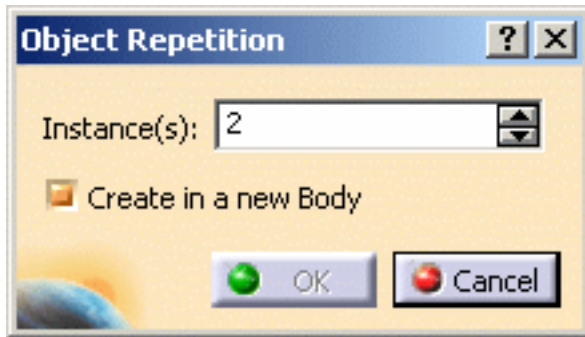 Object Repetition ? X
Instance(s): 2
Create in a new Body
OK Cancel